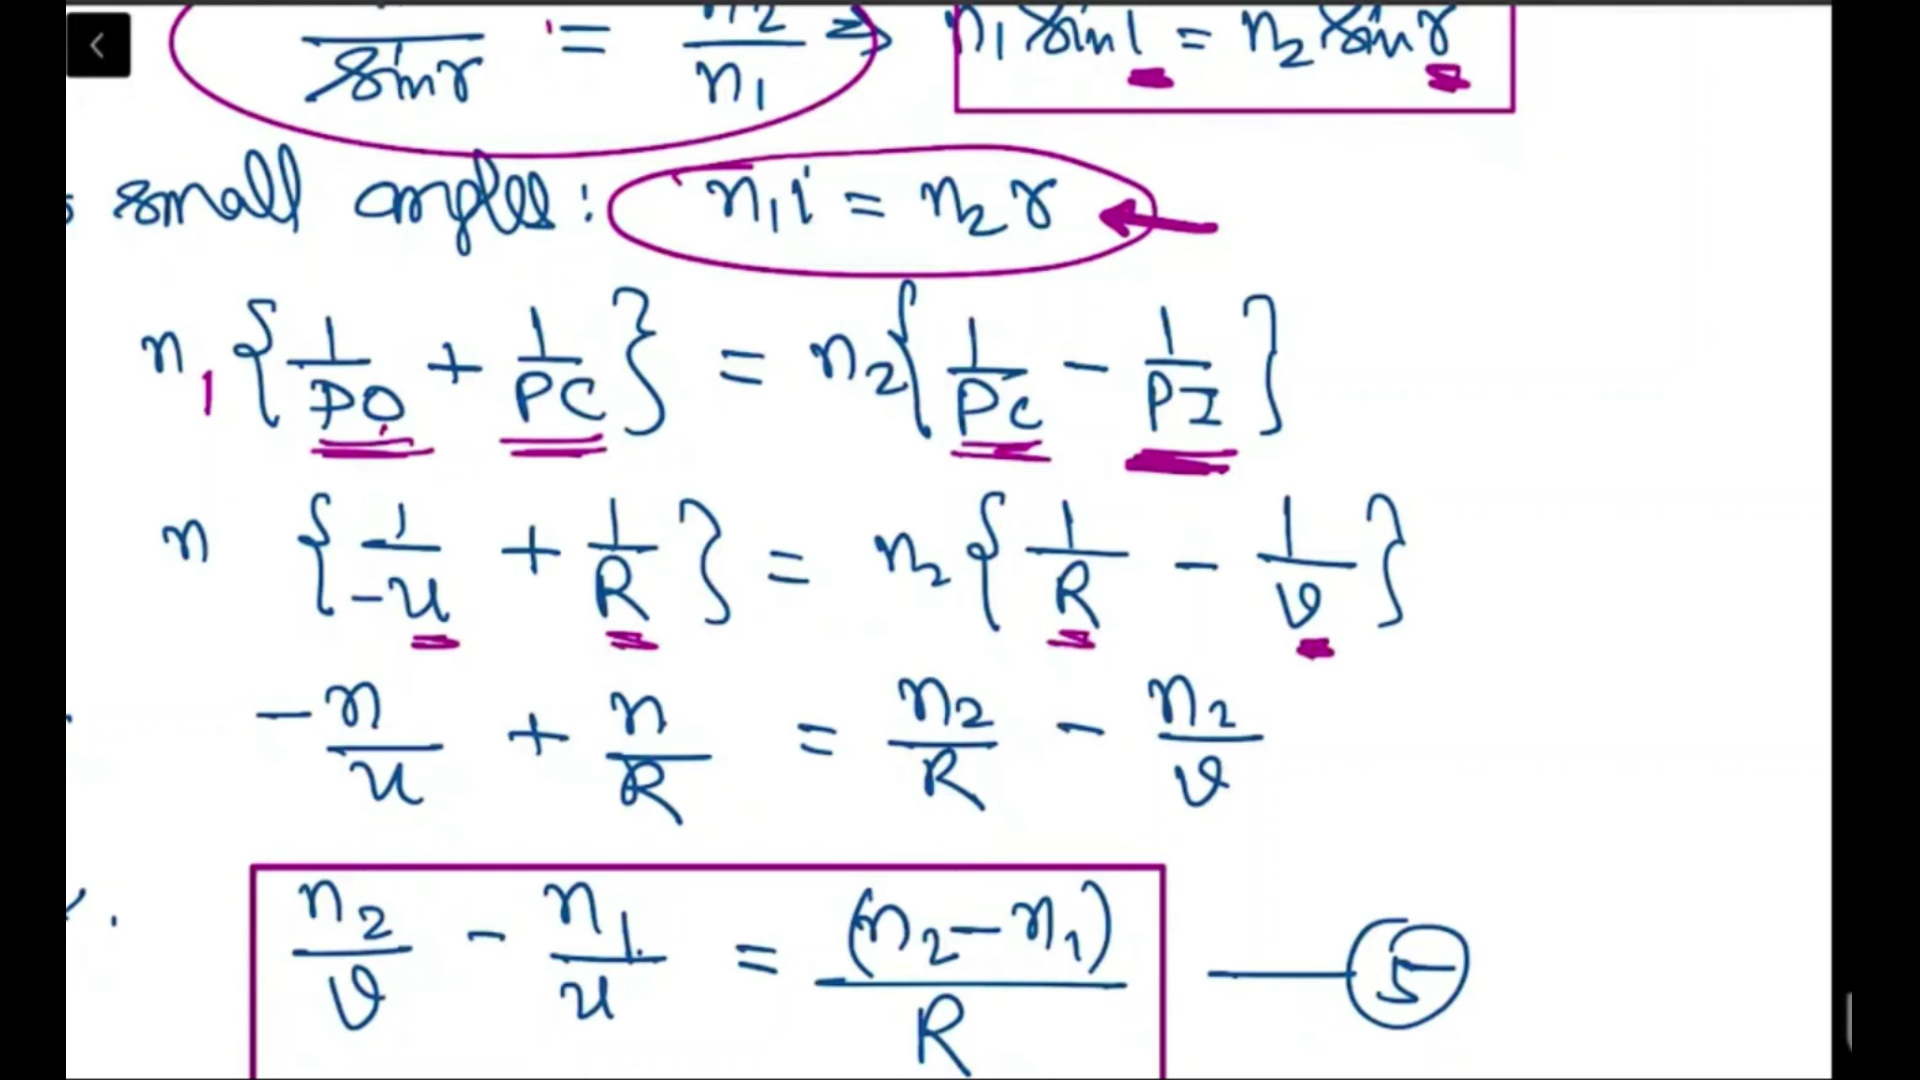 sin r = n2/n1 ⇒ n1 sin i = n2 sin r
small angles: n1 i = n2 r
n1 {1/PO + 1/PC} = n2 {1/PC - 1/PI}
n {1/-u + 1/R} = n2 {1/R - 1/v}
-n/u + n/R = n2/R - n2/v
n2/v - n1/u = (n2-n1)/R — 5